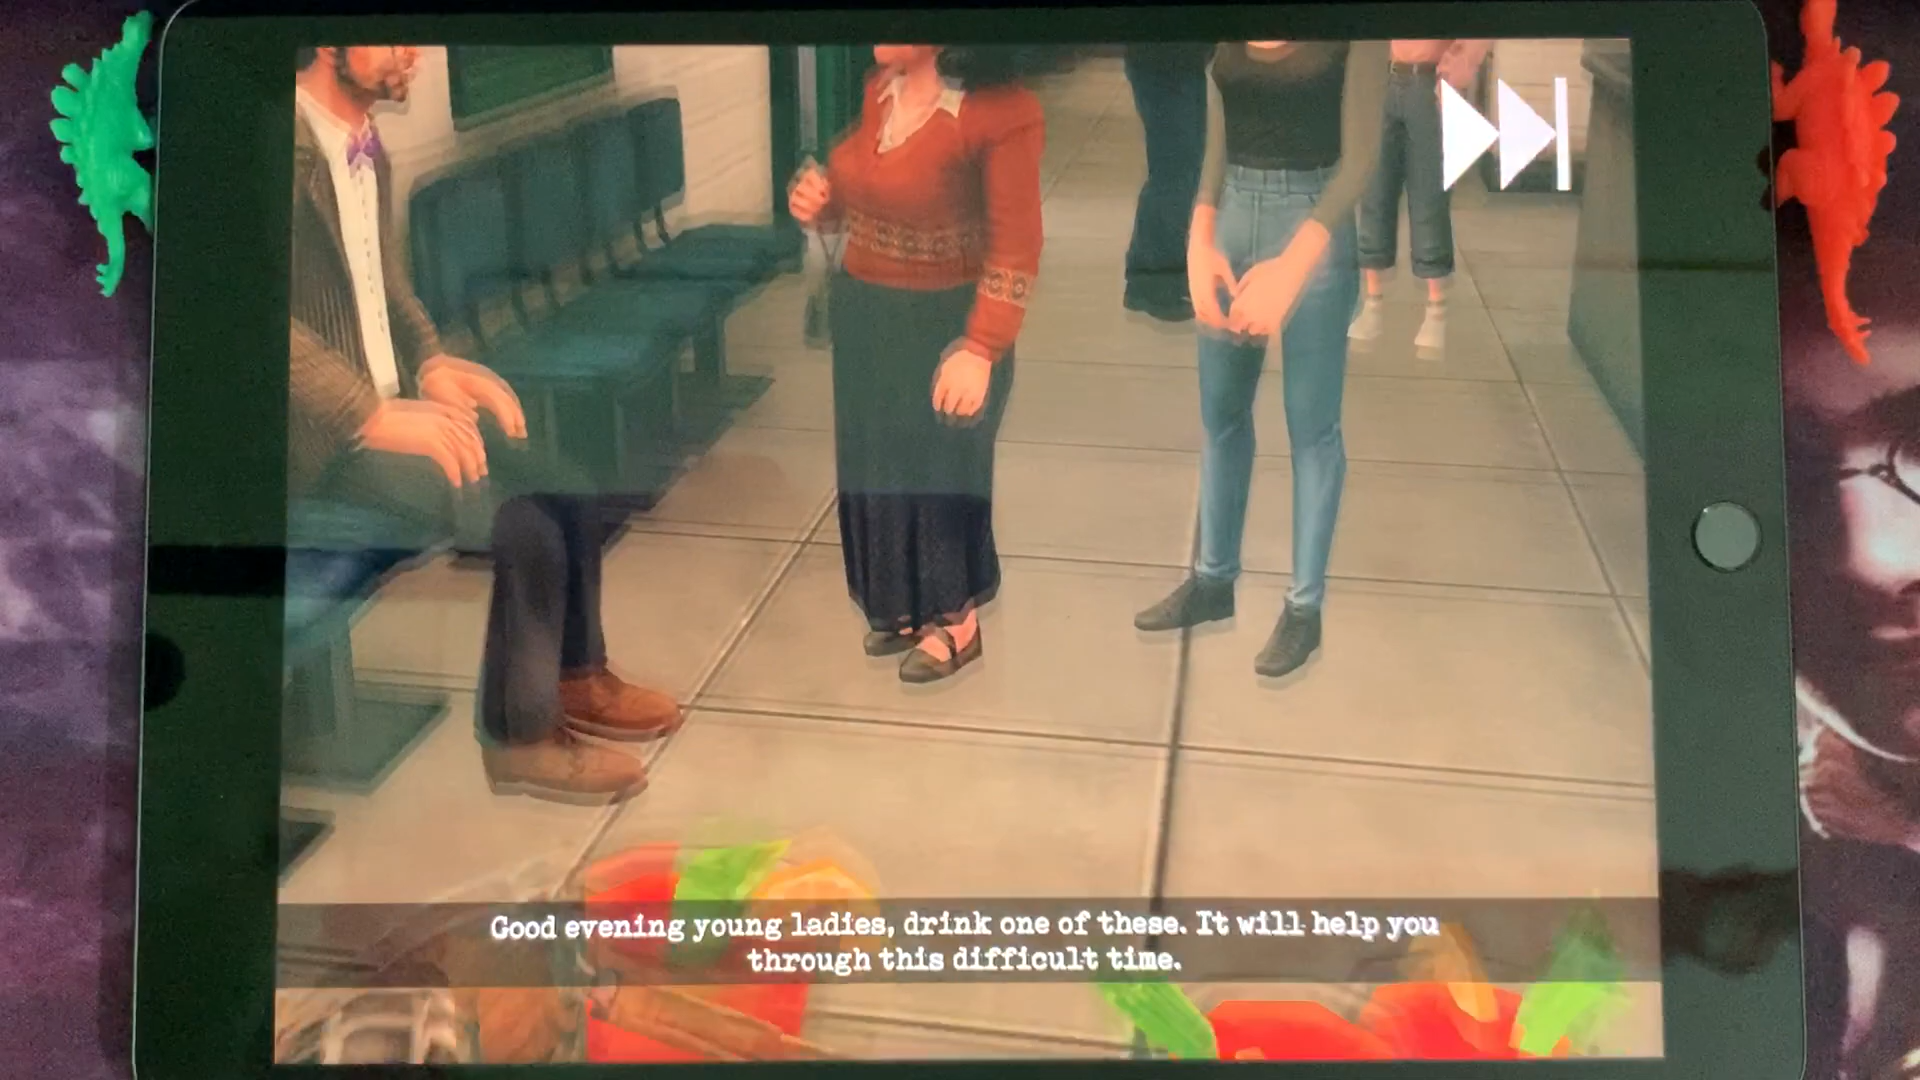 Good evening young ladies, drink one of these. It will help you
through this difficult time.